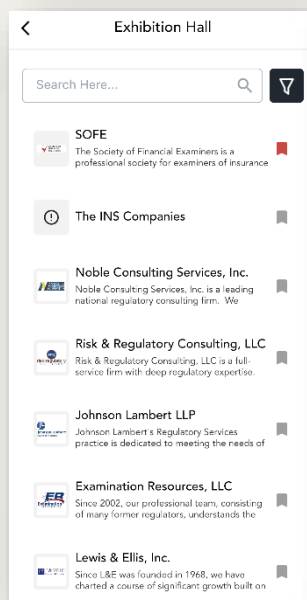 Exhibition Hall
Search Here...
SOFE
The Society of Financial Examiners is a
professional society for examiners of insurance
The INS Companies
Noble Consulting Services, Inc.
Noble Consulting Services, Inc. is a leading
national regulatory consulting firm. We
Risk & Regulatory Consulting, LLC
Risk & Regulatory Consulting, LLC is a full-
service firm with deep regulatory expertise.
Johnson Lambert LLP
Johnson Lambert's Regulatory Services
practice is dedicated to meeting the needs of
Examination Resources, LLC
Since 2002, our professional team, consisting
of many former regulators, understands the
Lewis & Ellis, Inc.
Since L&E was founded in 1968, we have
charted a course of significant growth built on